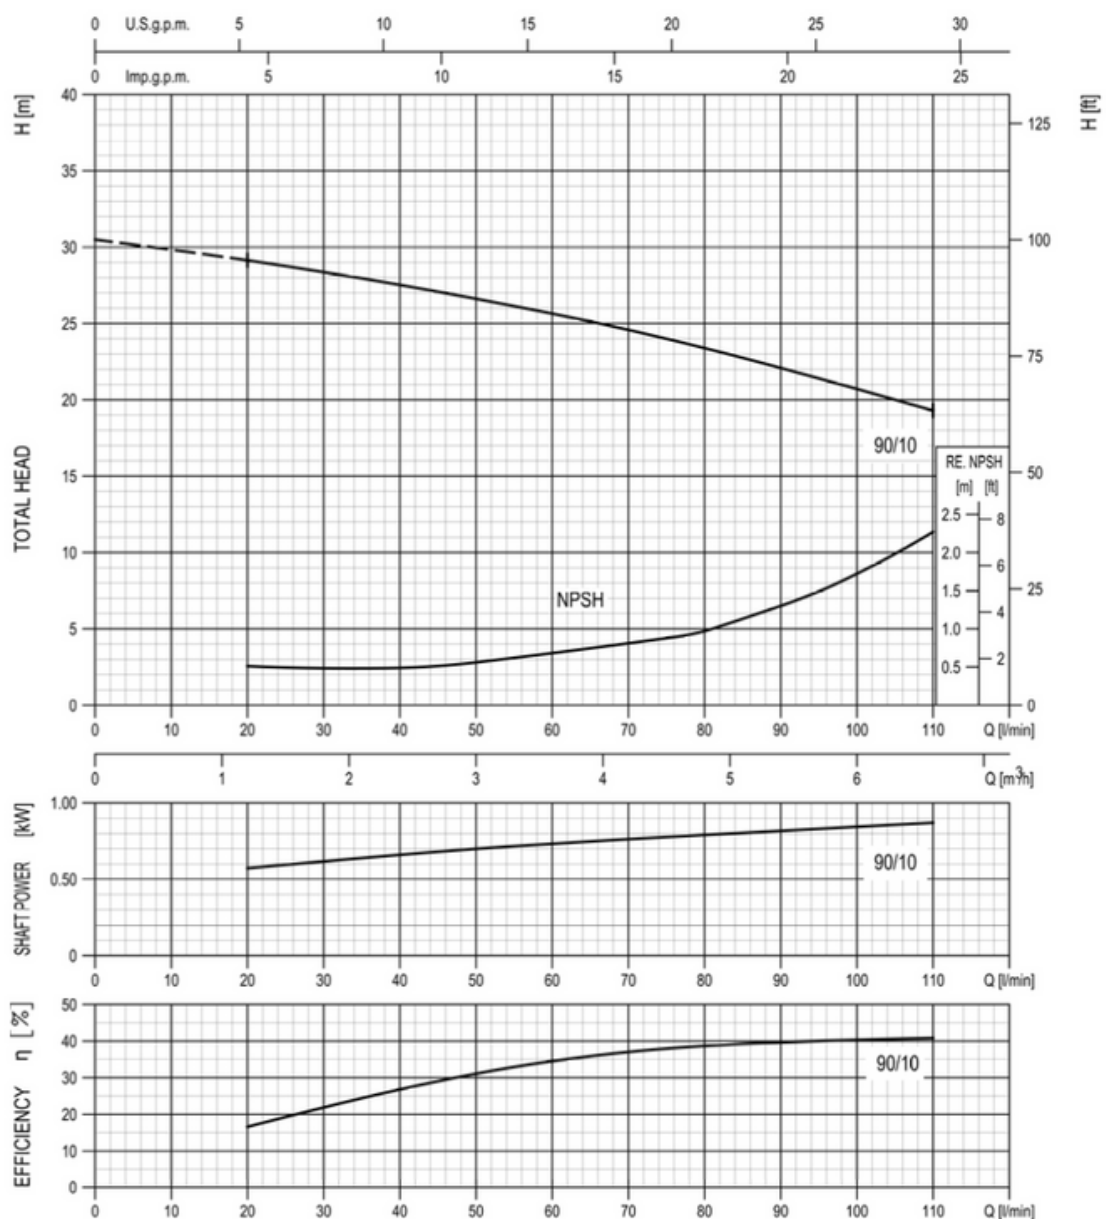 0 U.S.g.p.m. 5 10 15 20 25 30
0 Imp.g.p.m. 5 10 15 20 25
H [m]
H [ft]
40
35
30
25
20
15
10
5
0
TOTAL HEAD
125
100
75
50
25
0
90/10
RE. NPSH
[m] [ft]
2.5
2.0
1.5
1.0
0.5
8
6
4
2
NPSH
0 10 20 30 40 50 60 70 80 90 100 110 Q [l/min]
0 1 2 3 4 5 6 Q [m³/h]
SHAFT POWER [kW]
1.00
0.50
0
90/10
0 10 20 30 40 50 60 70 80 90 100 110 Q [l/min]
EFFICIENCY η [%]
50
40
30
20
10
0
90/10
0 10 20 30 40 50 60 70 80 90 100 110 Q [l/min]